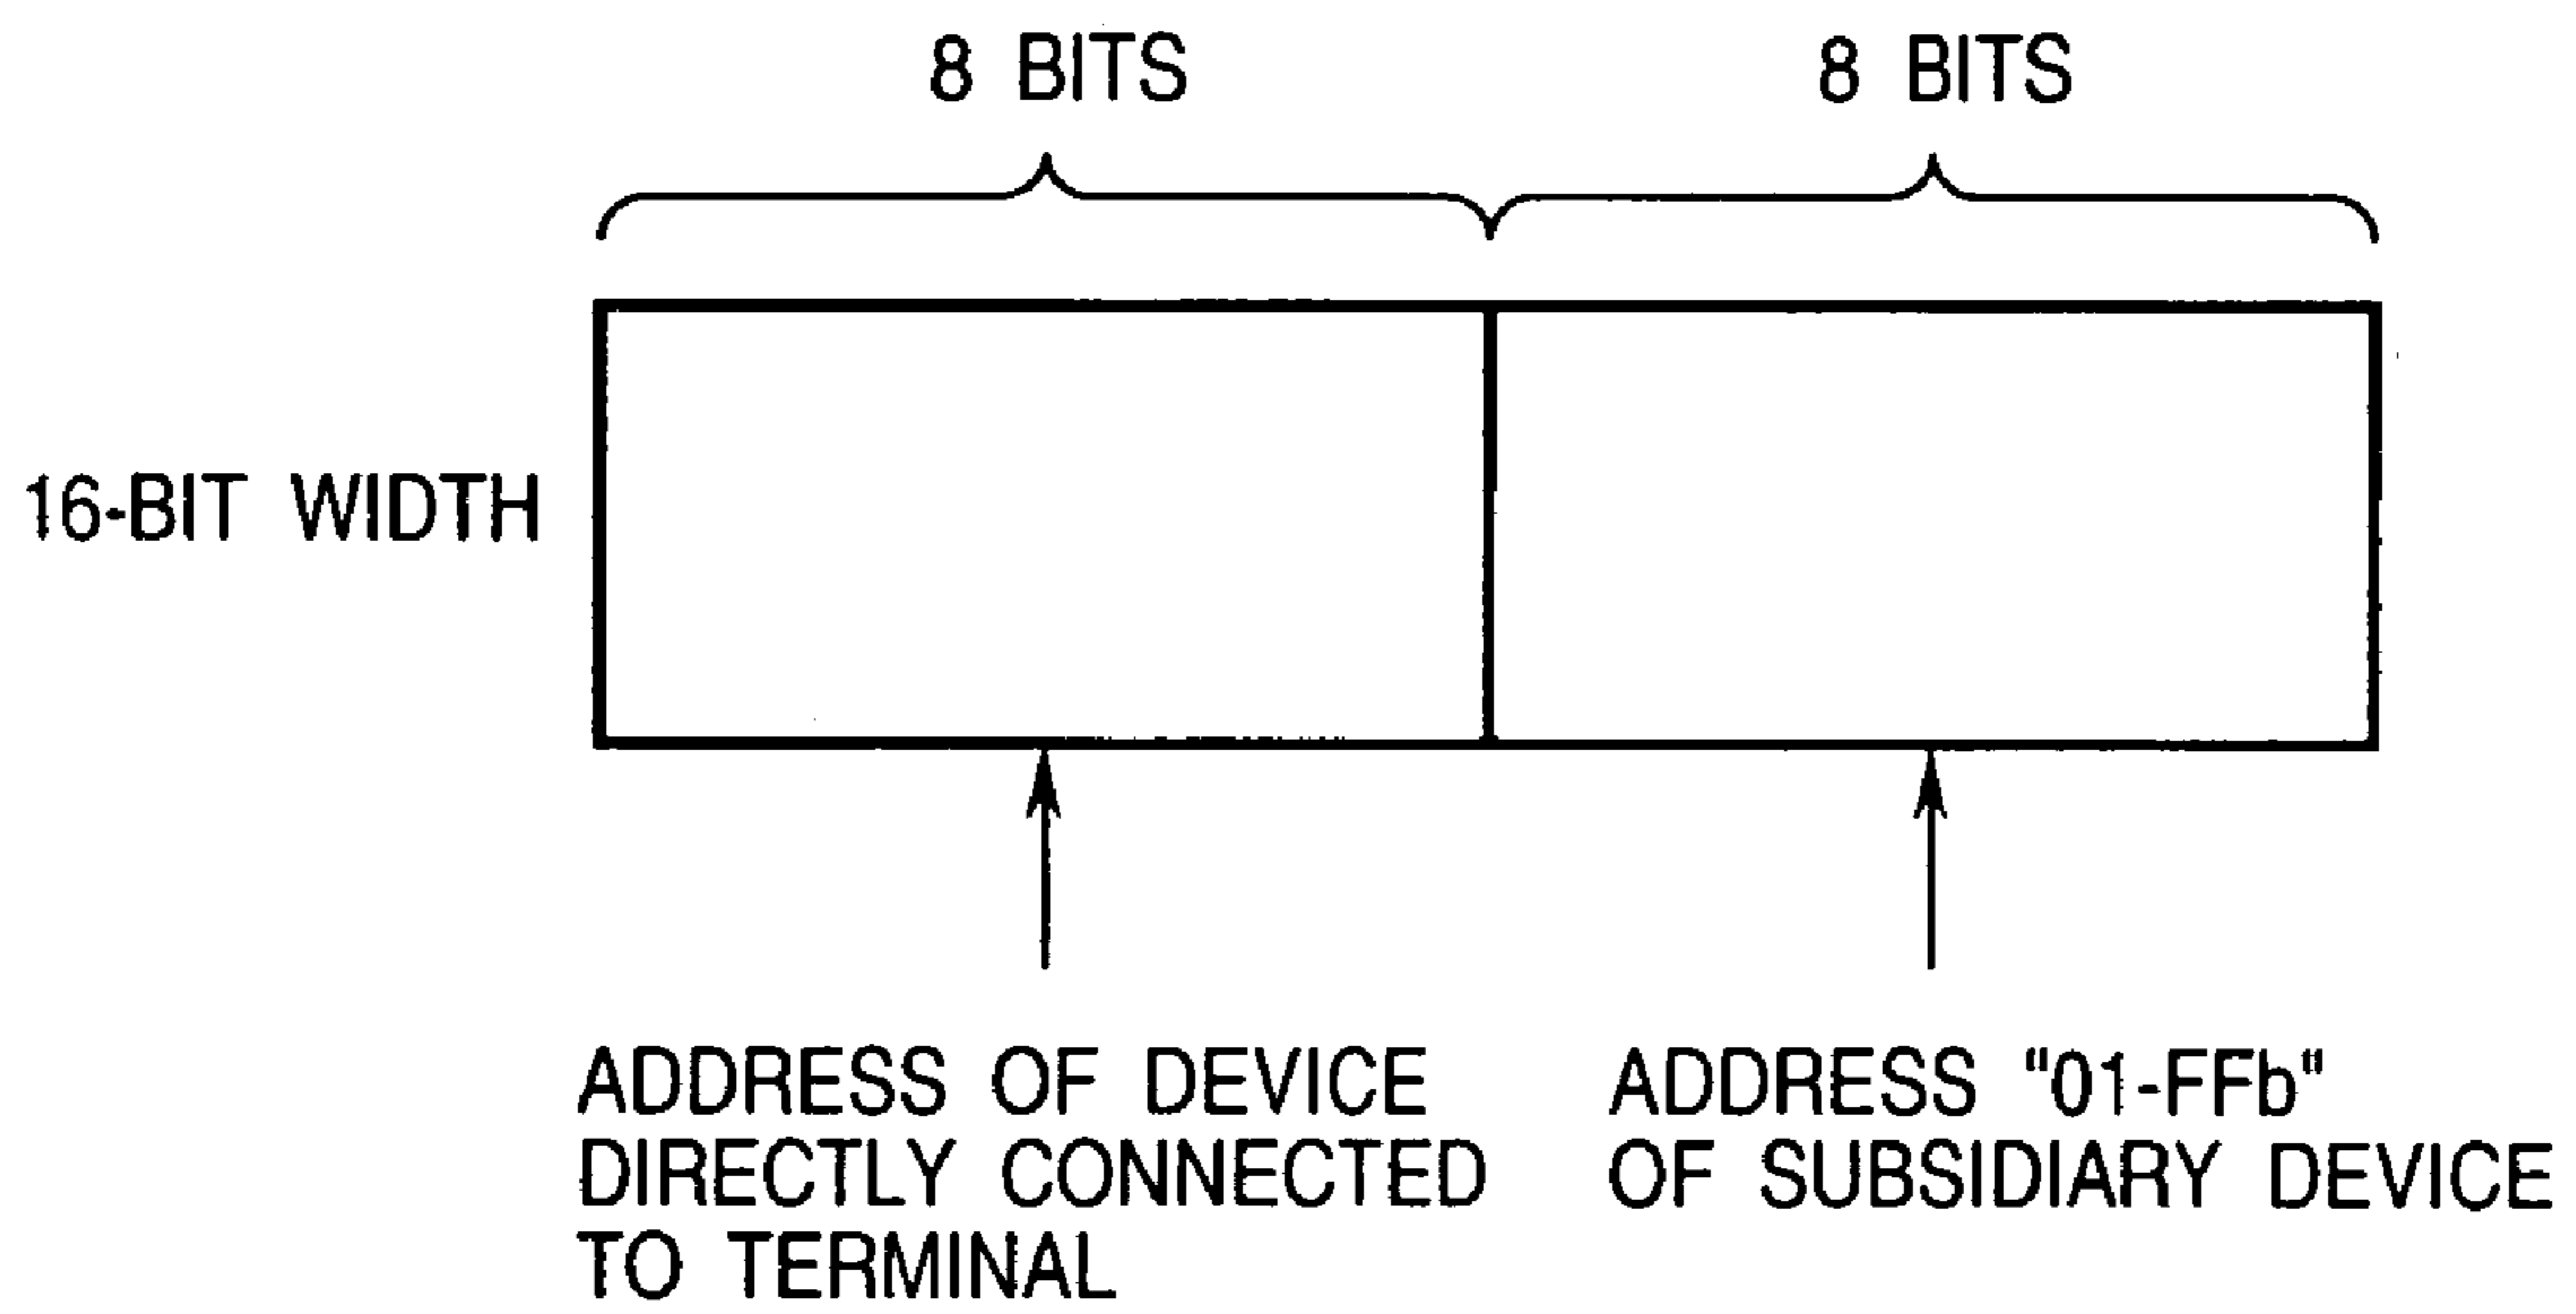 8 BITS
8 BITS
16-BIT WIDTH
ADDRESS OF DEVICE
DIRECTLY CONNECTED
TO TERMINAL
ADDRESS "01-FFb"
OF SUBSIDIARY DEVICE